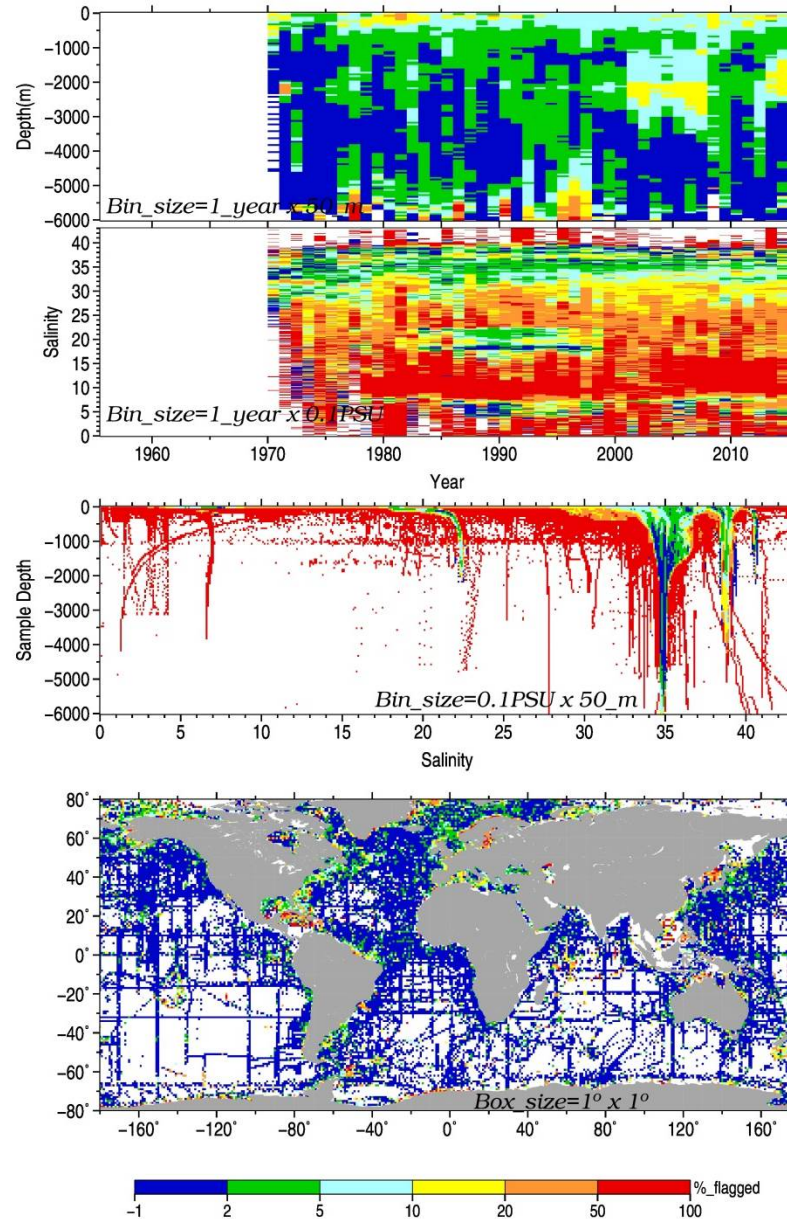 0
-1000
-2000
-3000
-4000
-5000
-6000
Depth(m)
Bin_size=1_year x 50_m
40
35
30
25
20
15
10
5
0
Salinity
Bin_size=1_year x 0.1PSU
1960 1970 1980 1990 2000 2010
Year
0
-1000
-2000
-3000
-4000
-5000
-6000
Sample Depth
Bin_size=0.1PSU x 50_m
0 5 10 15 20 25 30 35 40
Salinity
80°
60°
40°
20°
0°
-20°
-40°
-60°
-80°
Box_size=1° x 1°
-160° -120° -80° -40° 0° 40° 80° 120° 160°
%_flagged
-1 2 5 10 20 50 100